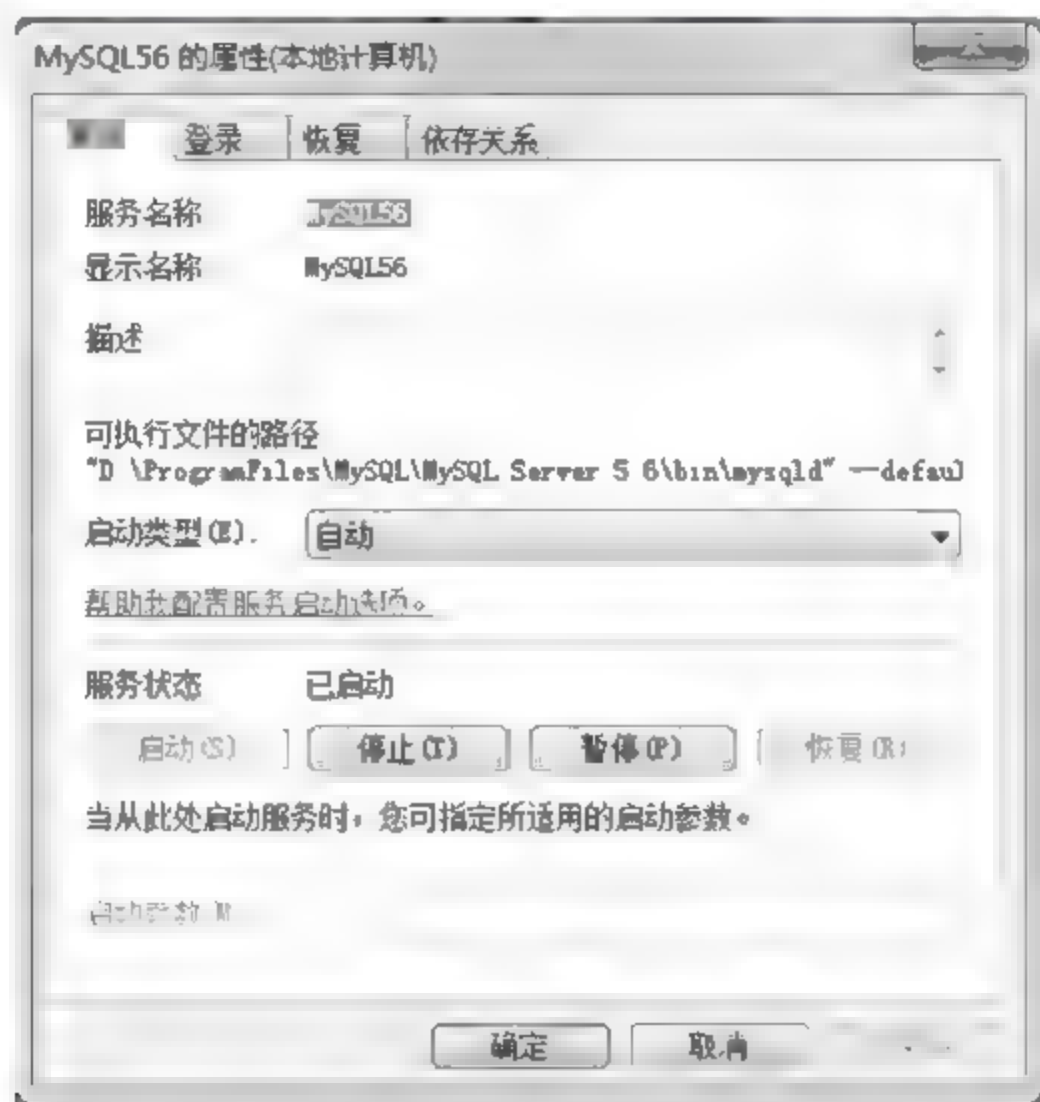 MySQL56 的属性(本地计算机)
登录 恢复 依存关系
服务名称 MySQL56
显示名称 MySQL56
描述
可执行文件的路径
"D \ProgramFiles\MySQL\MySQL Server 5 6\bin\mysqld" --defaul
启动类型(E). 自动
帮助我配置服务启动选项。
服务状态 已启动
启动(S) 停止(T) 暂停(P) 恢复(R)
当从此处启动服务时,您可指定所适用的启动参数。
启动参数 M
确定 取消